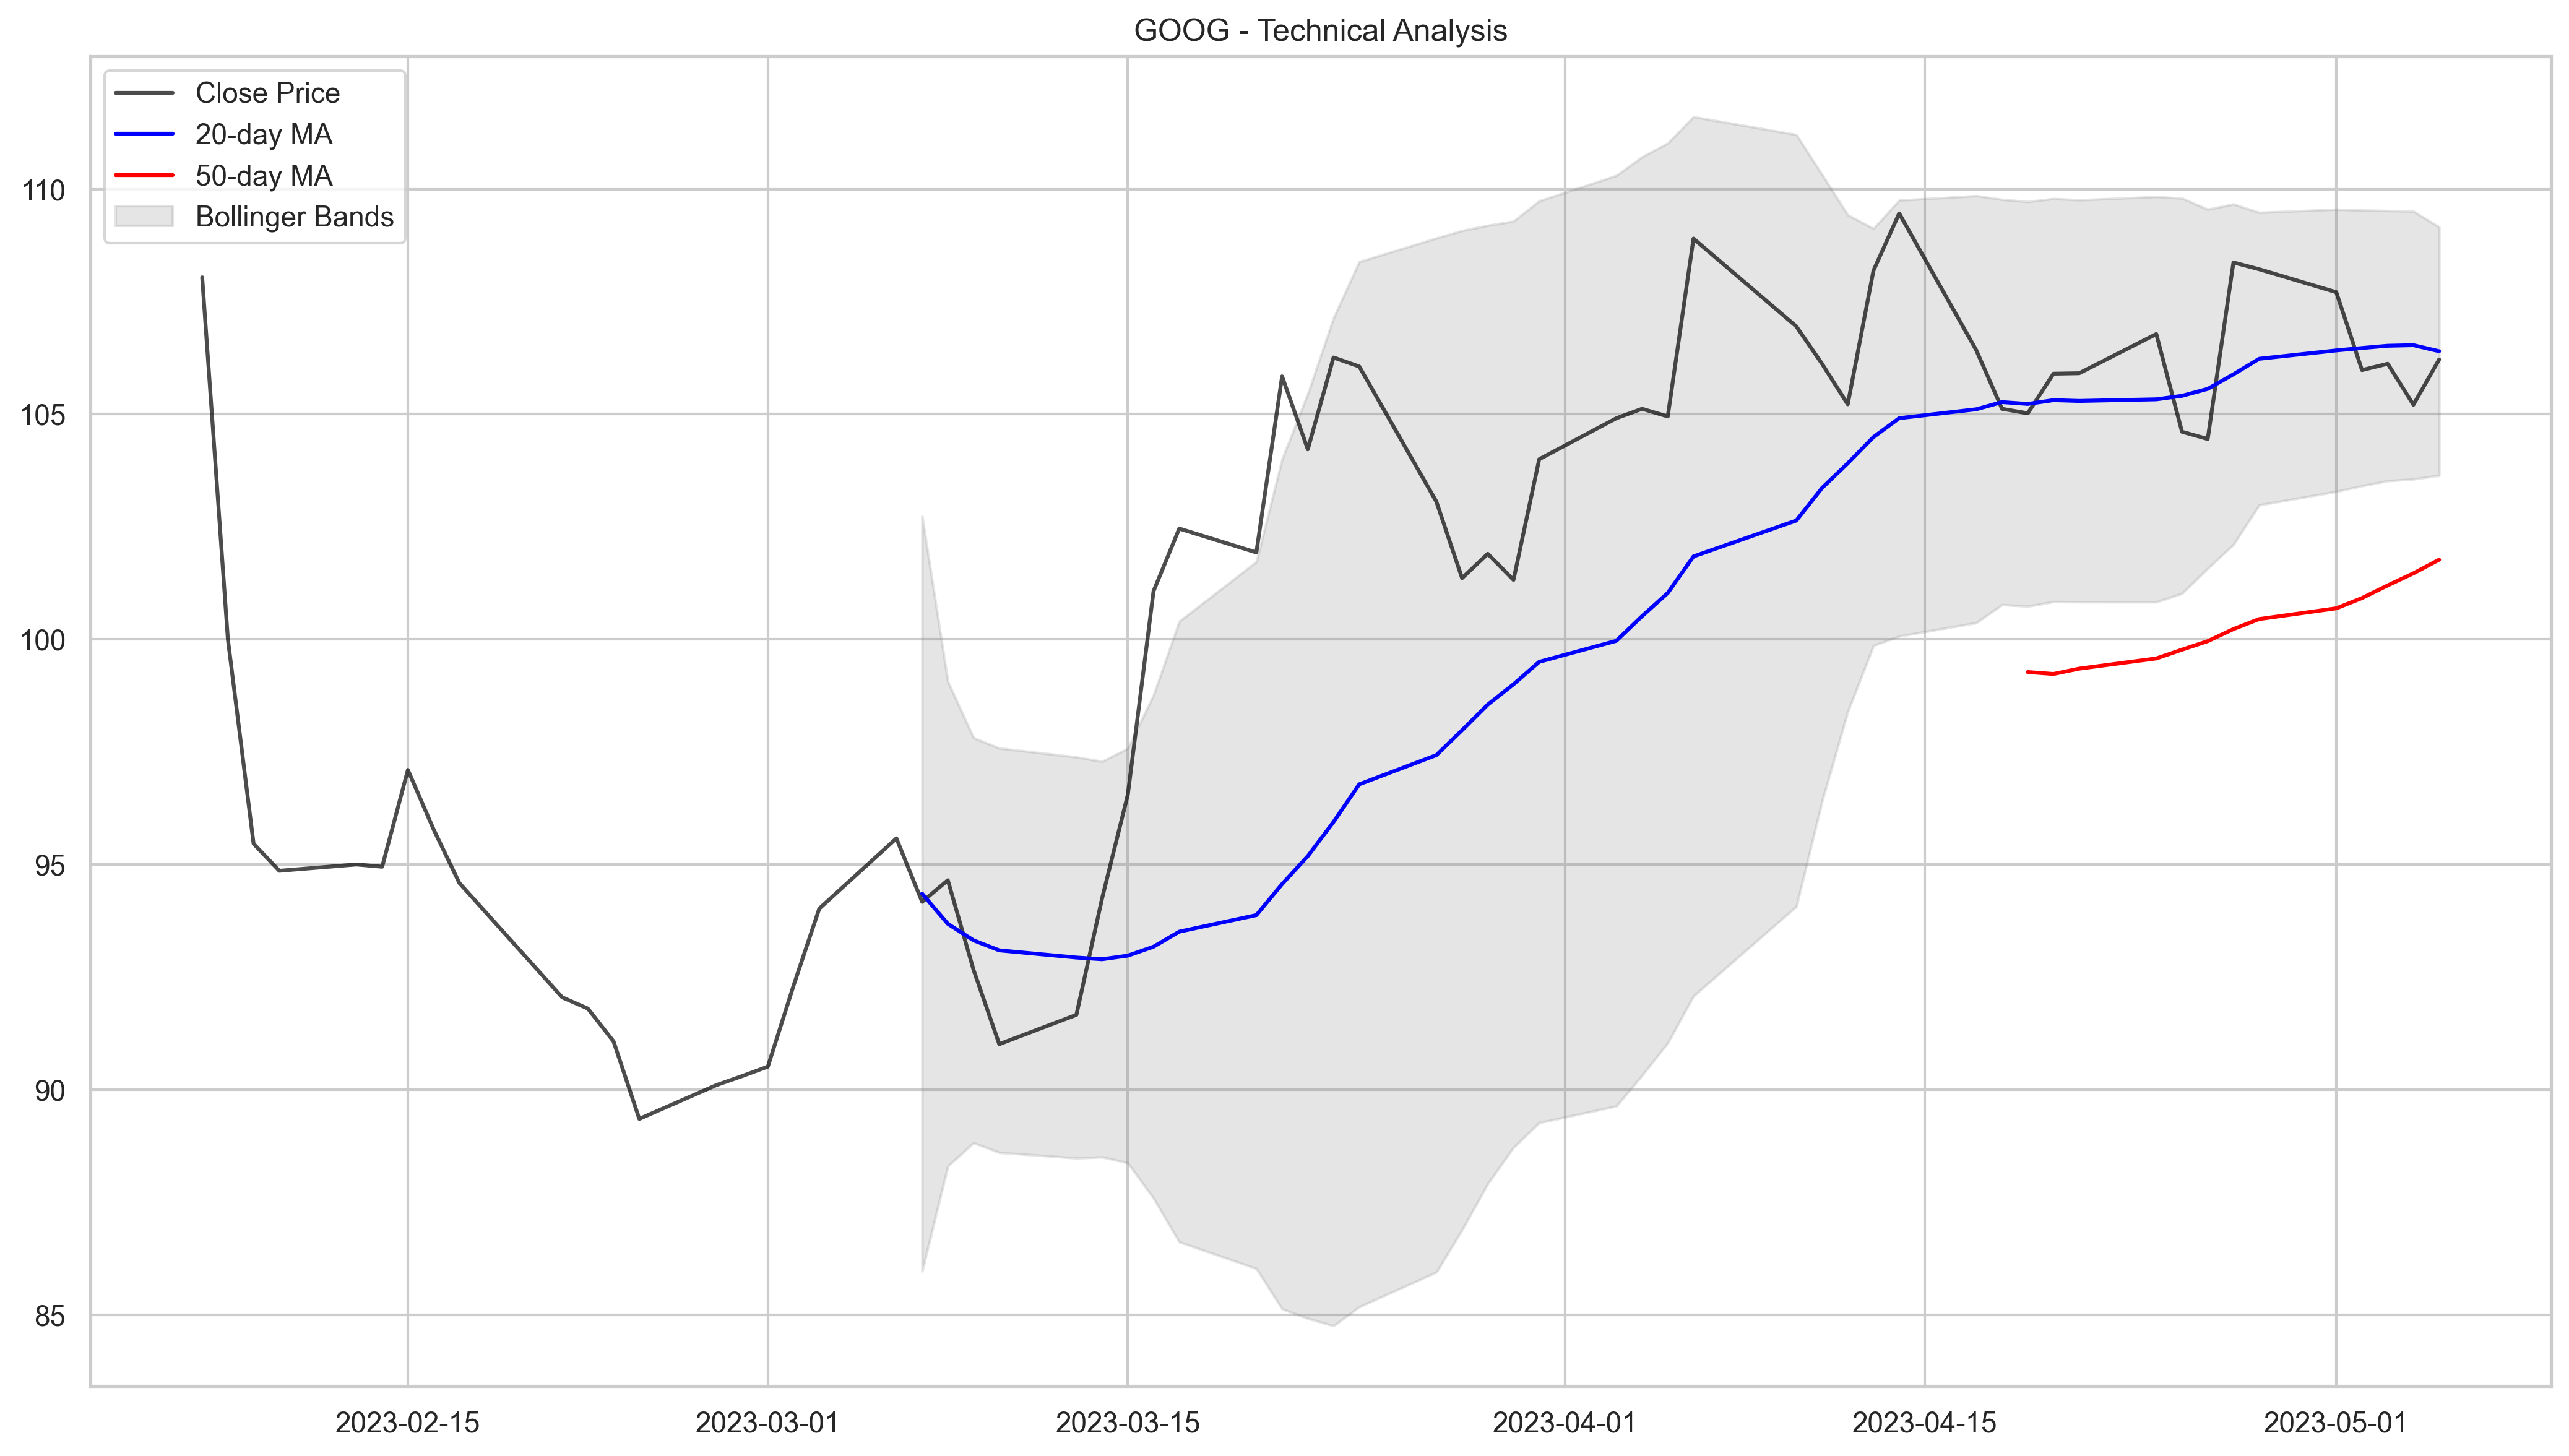 GOOG - Technical Analysis
Close Price
20-day MA
50-day MA
Bollinger Bands
110
105
100
95
90
85
2023-02-15
2023-03-01
2023-03-15
2023-04-01
2023-04-15
2023-05-01